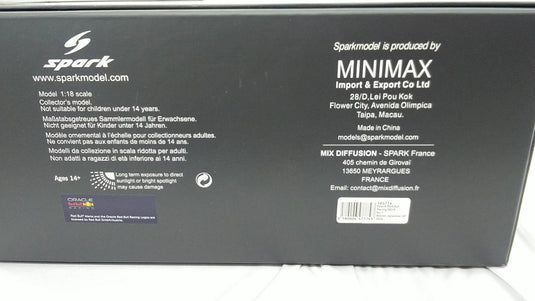 spark
www.sparkmodel.com
Model 1:18 scale
Collector's model.
Not suitable for children under 14 years.
Maßstabsgetreues Sammlermodell für Erwachsene.
Nicht geeignet für Kinder unter 14 Jahren.
Modèle ornemental à l'échelle pour collectionneurs adultes.
Ne convient pas aux enfants de moins de 14 ans.
Modelli da collezione in scala ridotta per adulti.
Non adatti a ragazzi di età inferiore ai 14 anni.
Ages 14+
Long term exposure to direct
sunlight or bright spotlight
may cause damage
ORACLE
Red Bull
RACING
Sparkmodel is produced by
MINIMAX
Import & Export Co Ltd
28/D, Lei Pou Kok
Flower City, Avenida Olimpica
Taipa, Macau.
Made in China
models@sparkmodel.com
MIX DIFFUSION - SPARK France
405 chemin de Giroval
13650 MEYRARGUES
FRANCE
Email: contact@mixdiffusion.com